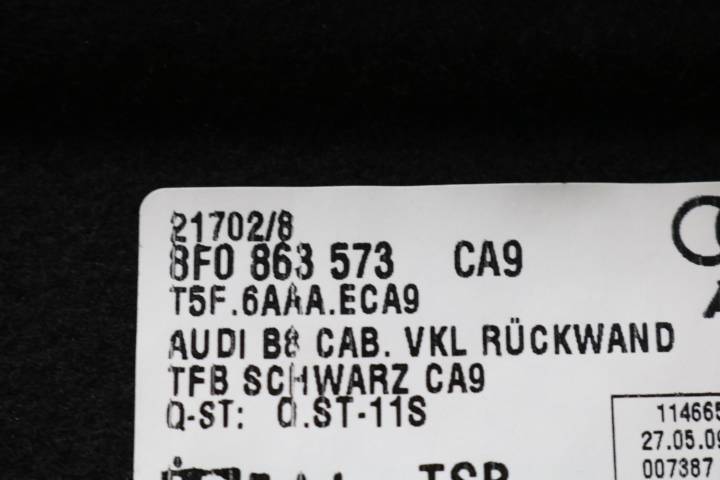 21702/8
8F0 863 573 CA9
T5F.6AAA.ECA9
AUDI B8 CAB. VKL RÜCKWAND
TFB SCHWARZ CA9
Q-ST: Q.ST-11S
114665
27.05.09
007387